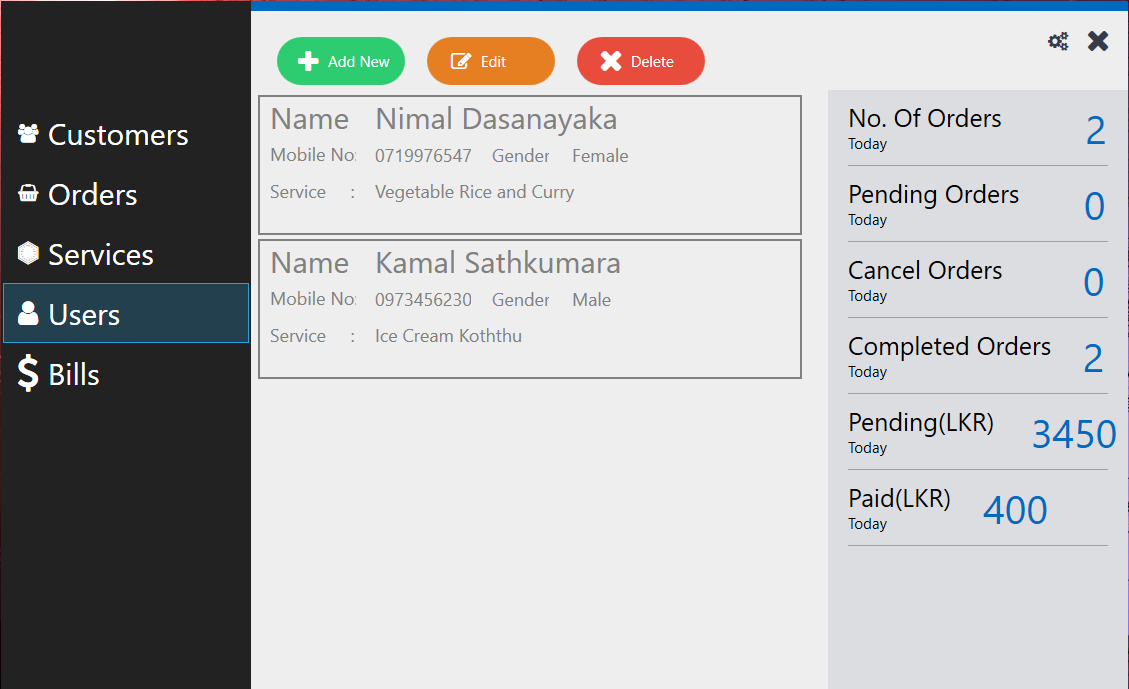 Customers
Orders
Services
Users
Bills
Add New
Edit
Delete
Name Nimal Dasanayaka
Mobile No: 0719976547 Gender Female
Service : Vegetable Rice and Curry
Name Kamal Sathkumara
Mobile No: 0973456230 Gender Male
Service : Ice Cream Koththu
No. Of Orders 2
Today
Pending Orders 0
Today
Cancel Orders 0
Today
Completed Orders 2
Today
Pending(LKR) 3450
Today
Paid(LKR) 400
Today